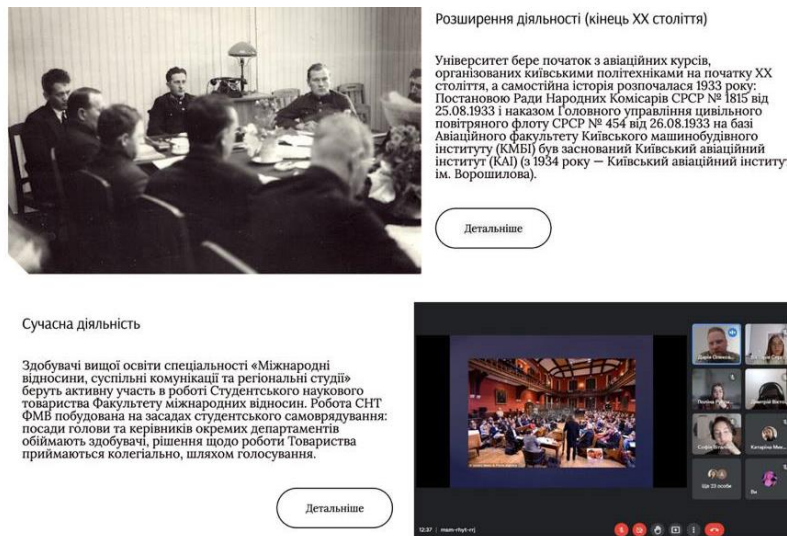 Розширення діяльності (кінець XX століття)
Університет бере початок з авіаційних курсів,
організованих київськими політехніками на початку XX
століття, а самостійна історія розпочалася 1933 року:
Постановою Ради Народних Комісарів СРСР № 1815 від
25.08.1933 і наказом Головного управління цивільного
повітряного флоту СРСР № 454 від 26.08.1933 на базі
Авіаційного факультету Київського машинобудівного
інституту (КМБІ) був заснований Київський авіаційний
інститут (КАІ) (з 1934 року — Київський авіаційний інститут
ім. Ворошилова).
Детальніше
Сучасна діяльність
Здобувачі вищої освіти спеціальності «Міжнародні
відносини, суспільні комунікації та регіональні студії»
беруть активну участь в роботі Студентського наукового
товариства Факультету міжнародних відносин. Робота СНТ
ФМВ побудована на засадах студентського самоврядування:
посади голови та керівників окремих департаментів
обіймають здобувачі, рішення щодо роботи Товариства
приймаються колегіально, шляхом голосування.
Детальніше
Ще 23 особи
Ви
12:37